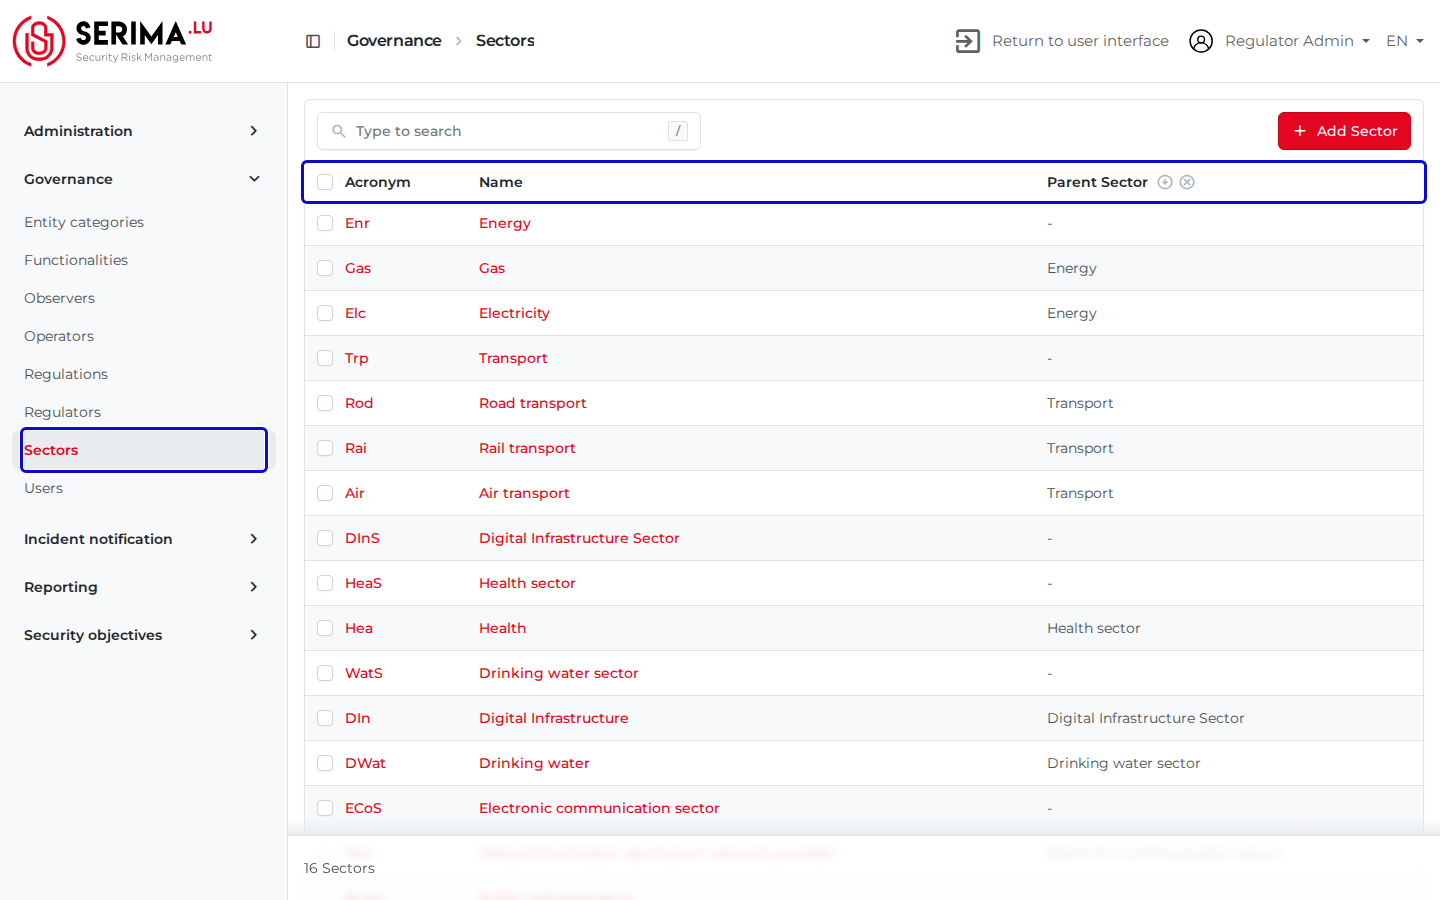 SERIMA.LU
Security Risk Management
Governance > Sectors
Return to user interface
Regulator Admin
EN
Administration
Governance
Entity categories
Functionalities
Observers
Operators
Regulations
Regulators
Sectors
Users
Incident notification
Reporting
Security objectives
Type to search /
+ Add Sector
Acronym Name Parent Sector
Enr Energy -
Gas Gas Energy
Elc Electricity Energy
Trp Transport -
Rod Road transport Transport
Rai Rail transport Transport
Air Air transport Transport
DInS Digital Infrastructure Sector -
HeaS Health sector -
Hea Health Health sector
WatS Drinking water sector -
DIn Digital Infrastructure Digital Infrastructure Sector
DWat Drinking water Drinking water sector
ECoS Electronic communication sector -
16 Sectors